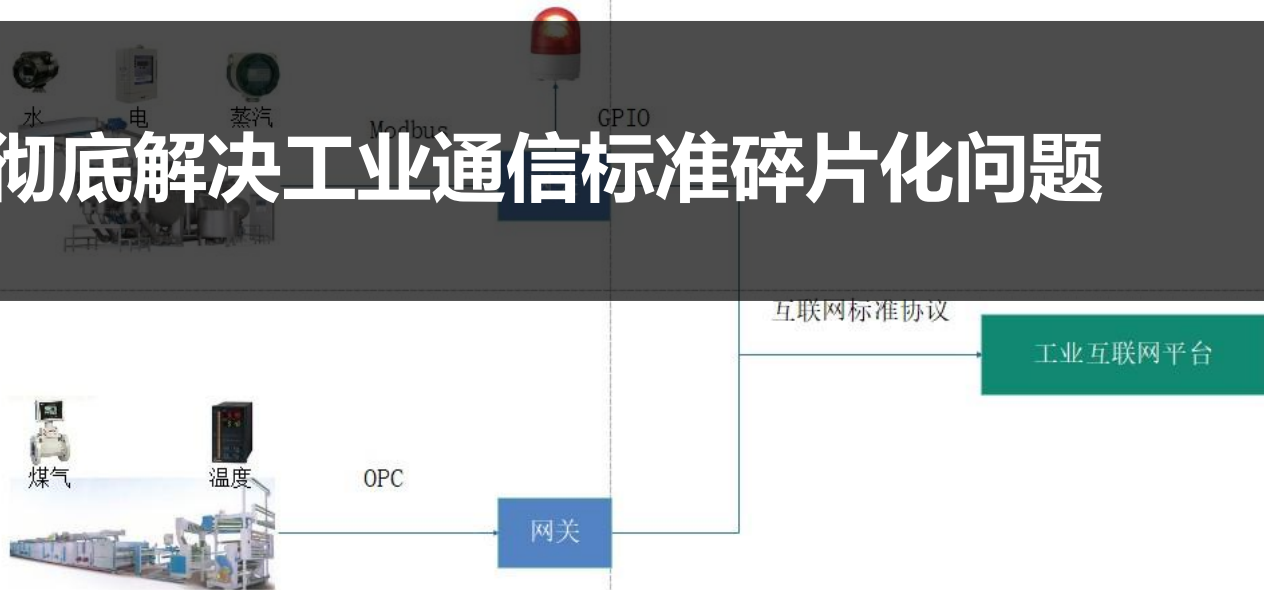 水 电 蒸汽
Modbus
GPIO
彻底解决工业通信标准碎片化问题
互联网标准协议
工业互联网平台
煤气 温度
OPC
网关